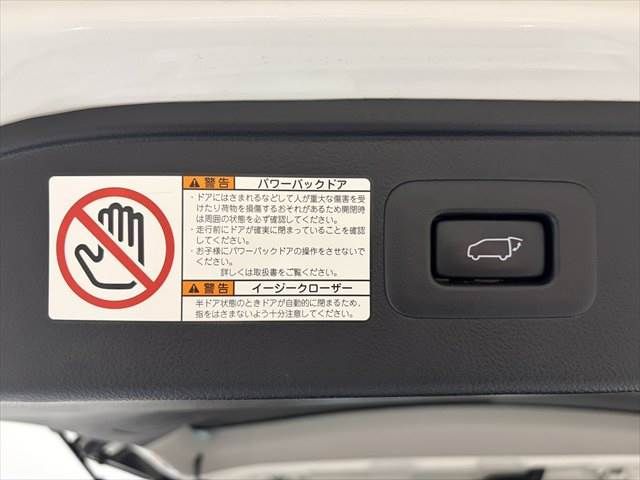 警告 パワーバックドア
・ドアにはさまれるなどして人が重大な傷害を受
けたり荷物を損傷するおそれがあるため開閉時
は周囲の状態を必ず確認してください。
・走行前にドアが確実に閉まっていることを確認
してください。
・お子様にパワーバックドアの操作をさせないで
ください。
詳しくは取扱書をご覧ください。
警告 イージークローザー
半ドア状態のときドアが自動的に閉まるため、
指をはさまないよう十分注意してください。